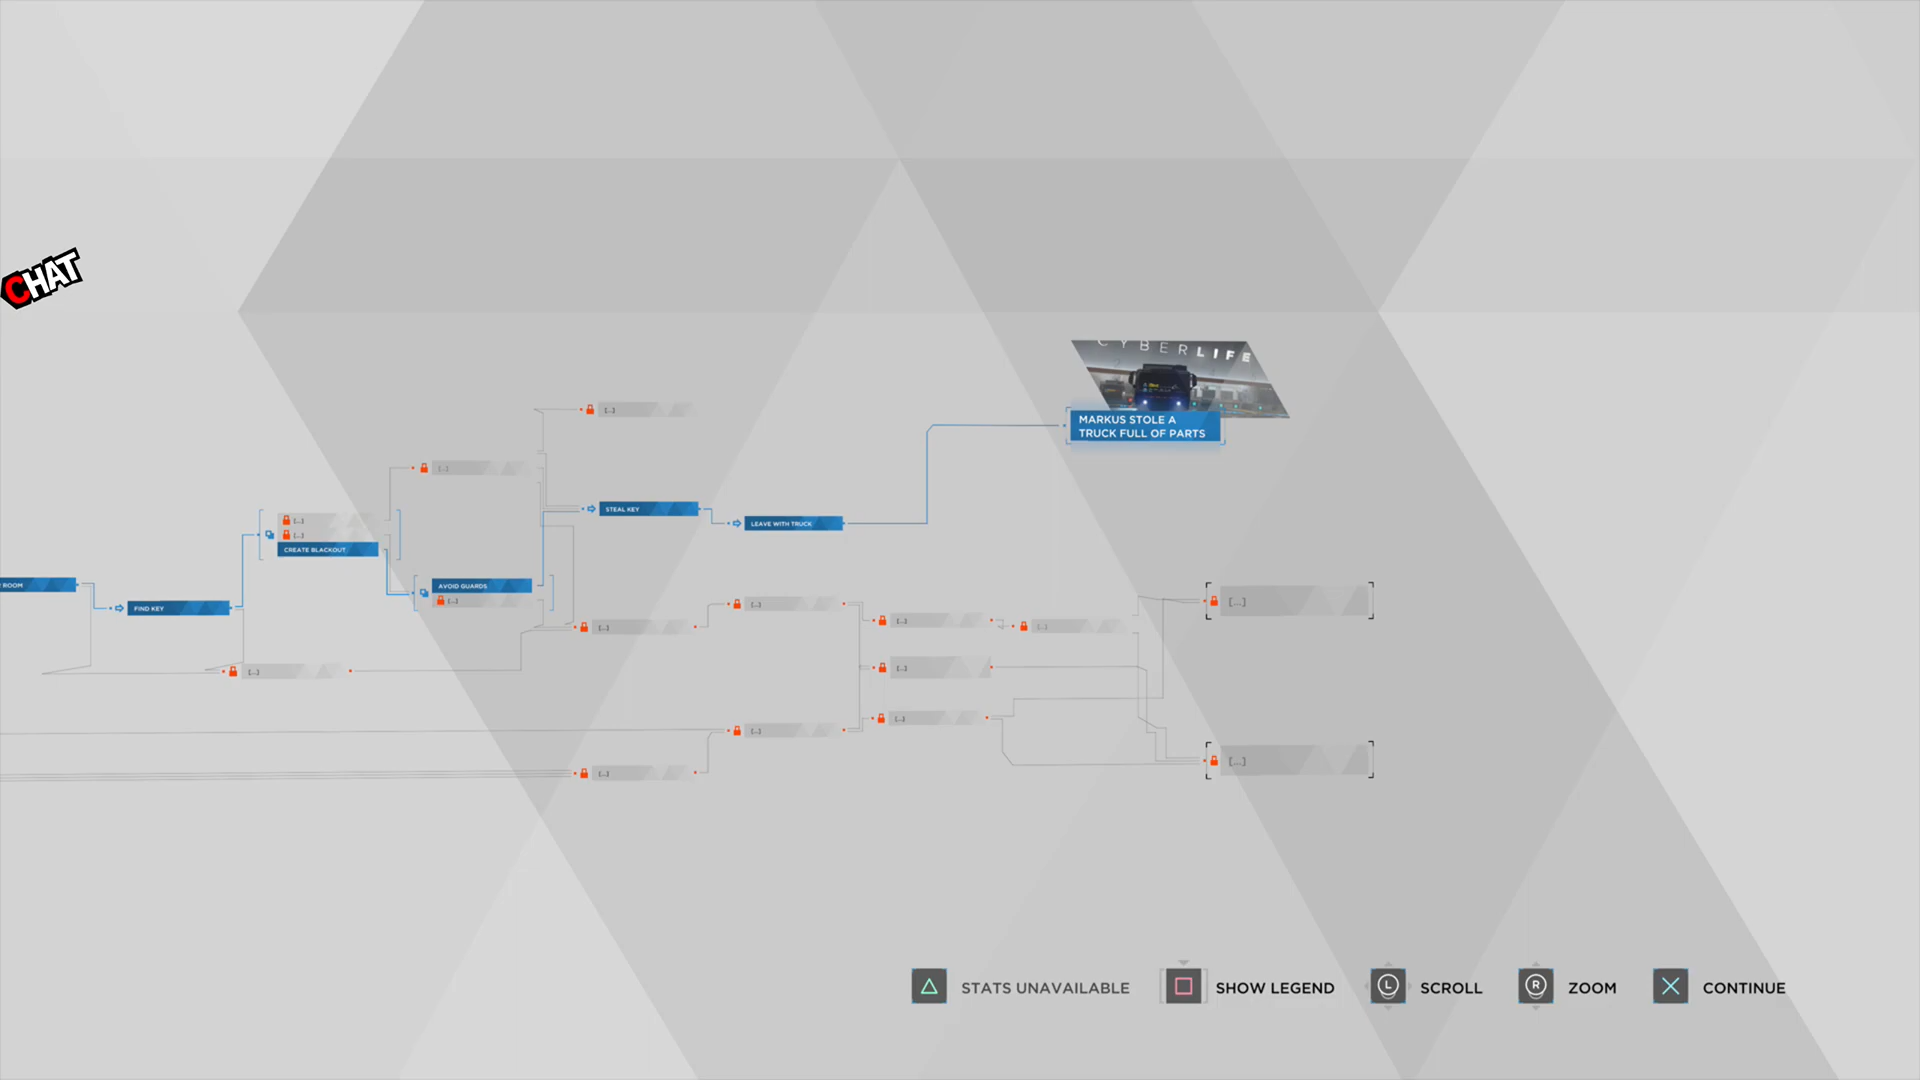 CHAT
CYBERLIFE
MARKUS STOLE A
TRUCK FULL OF PARTS
[...]
[...]
STEAL KEY
LEAVE WITH TRUCK
[...]
[...]
CREATE BLACKOUT
ROOM
AVOID GUARDS
[...]
FIND KEY
[...]
[...]
[...]
[...]
[...]
[...]
[...]
[...]
[...]
[...]
[...]
STATS UNAVAILABLE
SHOW LEGEND
L
SCROLL
R
ZOOM
CONTINUE